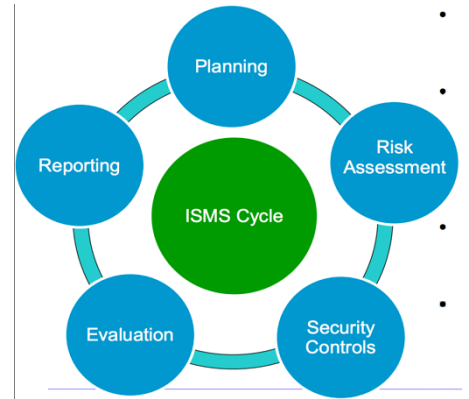 Planning
Risk
Assessment
Security
Controls
Evaluation
Reporting
ISMS Cycle